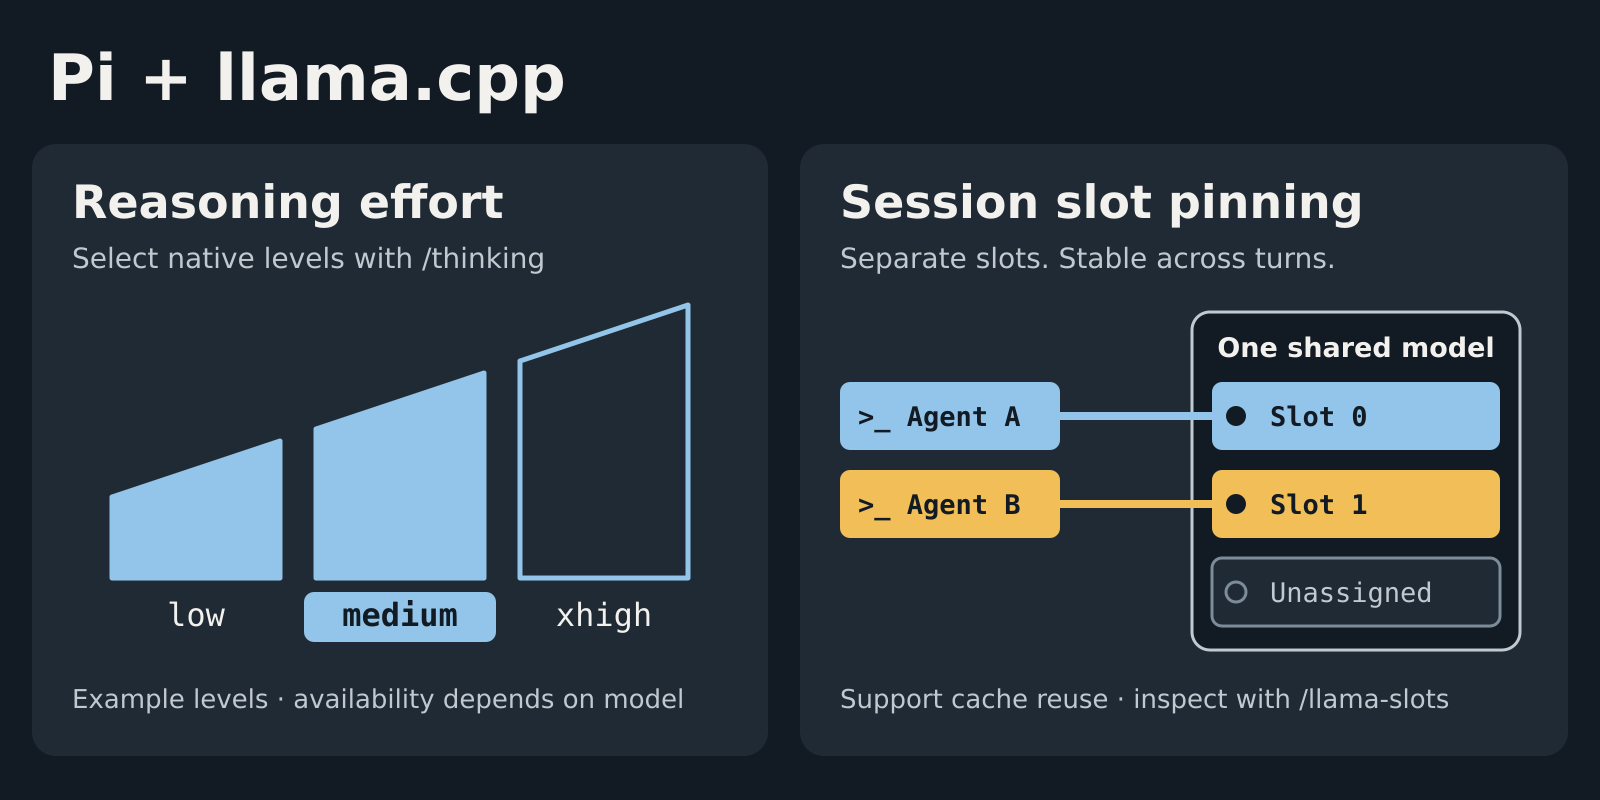 Pi + llama.cpp
Reasoning effort
Select native levels with /thinking
low
medium
xhigh
Example levels · availability depends on model
Session slot pinning
Separate slots. Stable across turns.
One shared model
>_ Agent A
Slot 0
>_ Agent B
Slot 1
Unassigned
Support cache reuse · inspect with /llama-slots